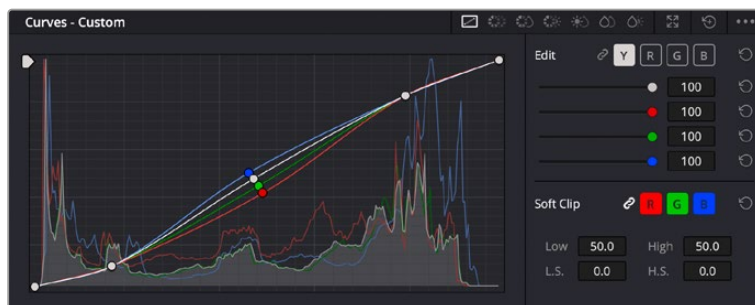 Curves - Custom
Edit Y R G B
100
100
100
100
Soft Clip R G B
Low 50.0 High 50.0
L.S. 0.0 H.S. 0.0